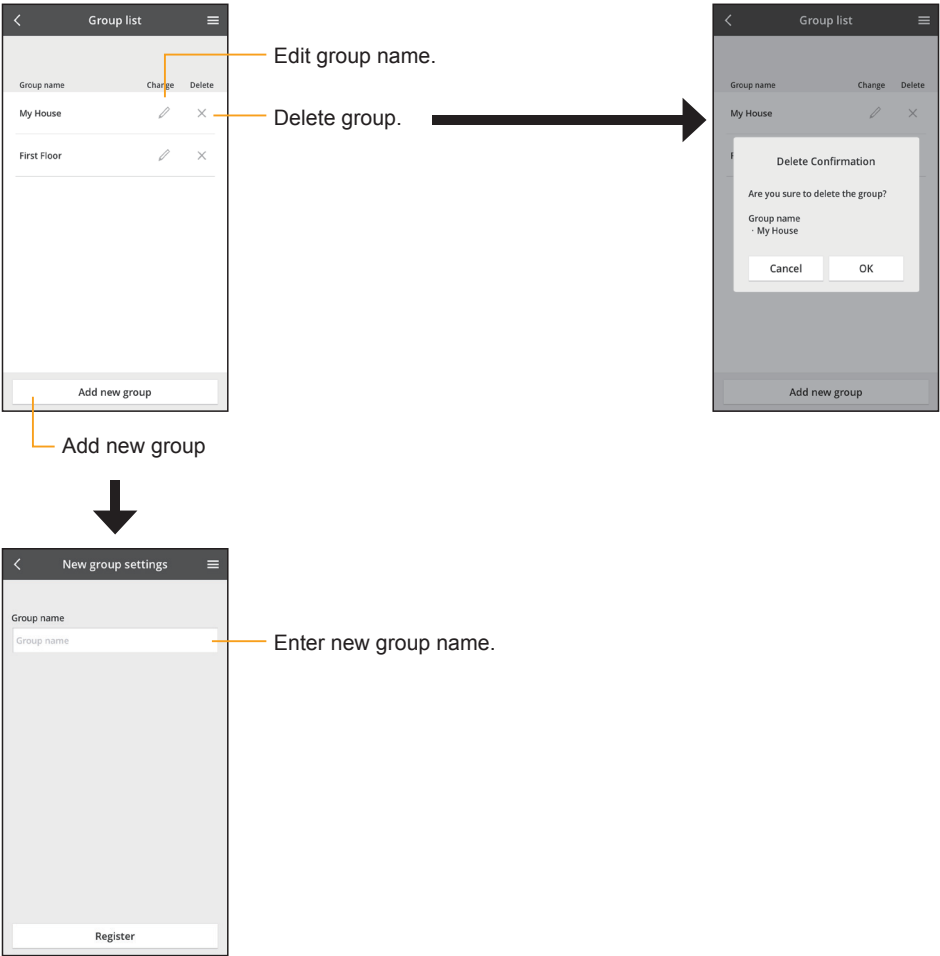 Group list
Group name Change Delete
My House
First Floor
Add new group
Edit group name.
Delete group.
Group list
Group name Change Delete
My House
F
Delete Confirmation
Are you sure to delete the group?
Group name
· My House
Cancel OK
Add new group
Add new group
New group settings
Group name
Group name
Register
Enter new group name.